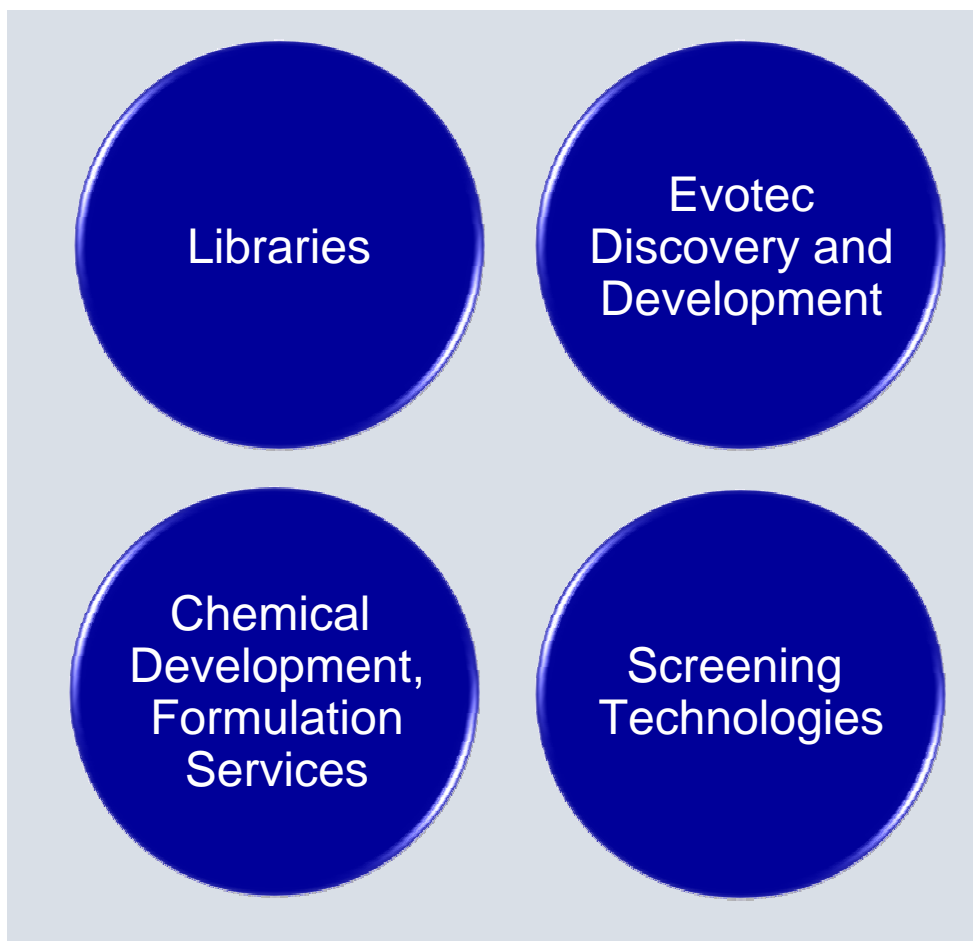 Libraries
Evotec
Discovery and
Development
Chemical
Development,
Formulation
Services
Screening
Technologies